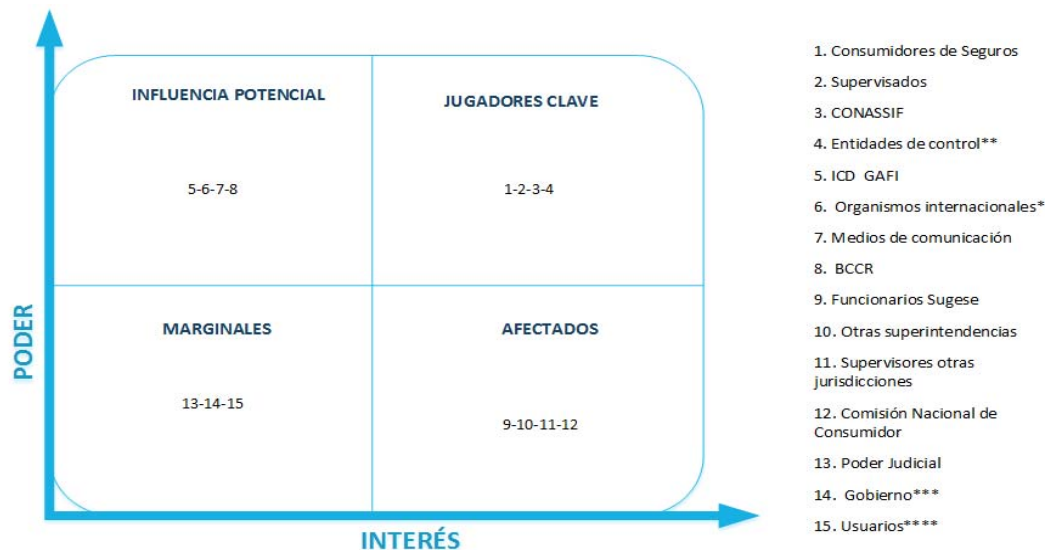 INFLUENCIA POTENCIAL
JUGADORES CLAVE
5-6-7-8
1-2-3-4
MARGINALES
AFECTADOS
13-14-15
9-10-11-12
PODER
INTERÉS
1. Consumidores de Seguros
2. Supervisados
3. CONASSIF
4. Entidades de control**
5. ICD GAFI
6. Organismos internacionales*
7. Medios de comunicación
8. BCCR
9. Funcionarios Sugese
10. Otras superintendencias
11. Supervisores otras
jurisdicciones
12. Comisión Nacional de
Consumidor
13. Poder Judicial
14. Gobierno***
15. Usuarios****